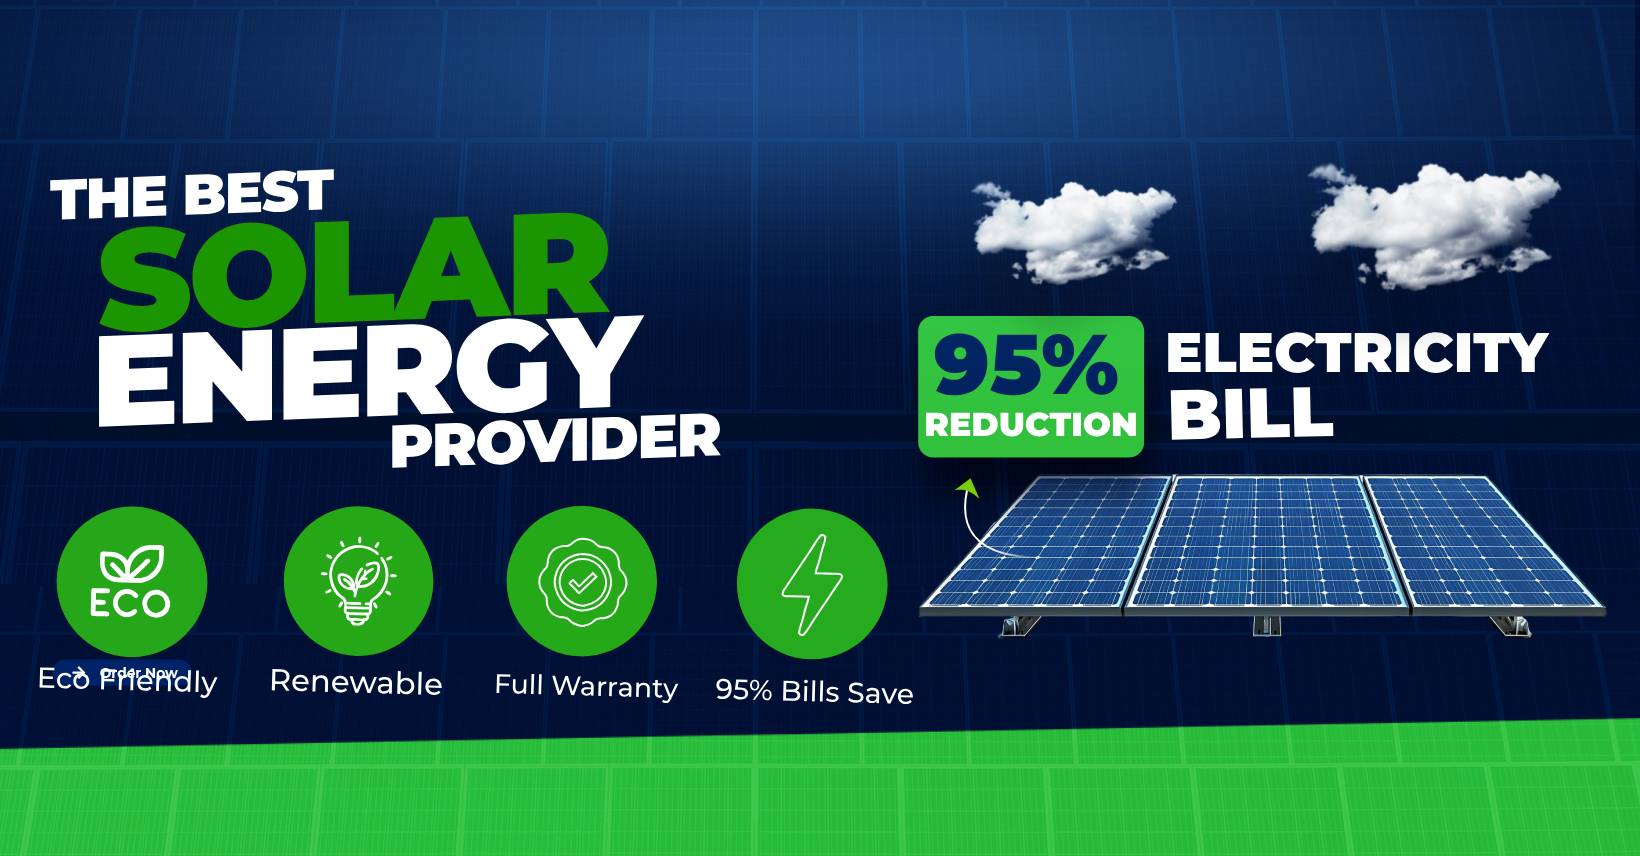 THE BEST
SOLAR
ENERGY
PROVIDER
95%
REDUCTION
ELECTRICITY
BILL
ECO
Eco Friendly
Order Now
Renewable
Full Warranty
95% Bills Save